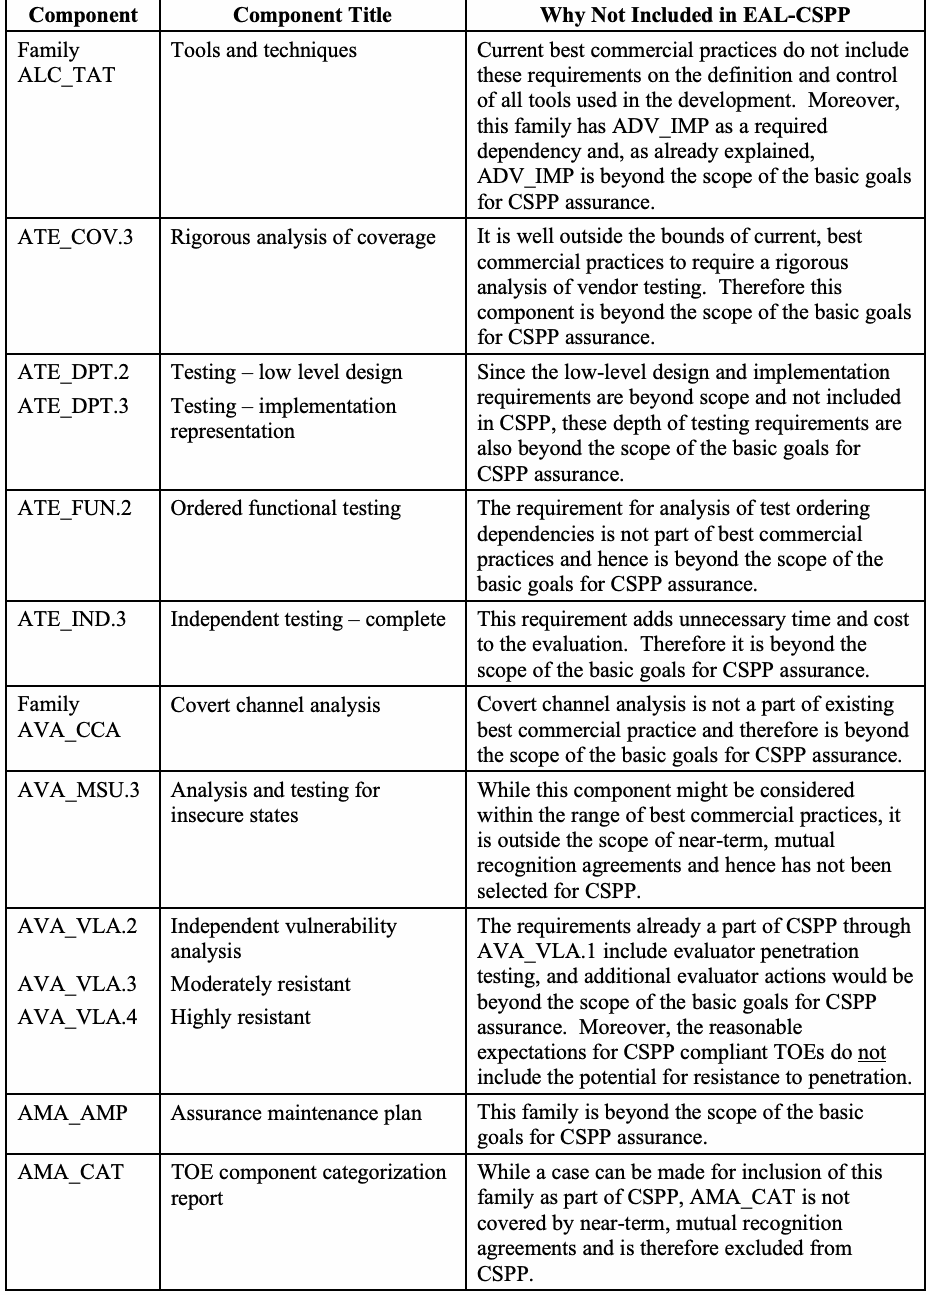 Component
Component Title
Why Not Included in EAL-CSPP
Family
ALC_TAT
Tools and techniques
Current best commercial practices do not include
these requirements on the definition and control
of all tools used in the development.  Moreover,
this family has ADV_IMP as a required
dependency and, as already explained,
ADV_IMP is beyond the scope of the basic goals
for CSPP assurance.
ATE_COV.3
Rigorous analysis of coverage
It is well outside the bounds of current, best
commercial practices to require a rigorous
analysis of vendor testing.  Therefore this
component is beyond the scope of the basic goals
for CSPP assurance.
ATE_DPT.2
Testing – low level design
ATE_DPT.3
Testing – implementation
representation
Since the low-level design and implementation
requirements are beyond scope and not included
in CSPP, these depth of testing requirements are
also beyond the scope of the basic goals for
CSPP assurance.
ATE_FUN.2
Ordered functional testing
The requirement for analysis of test ordering
dependencies is not part of best commercial
practices and hence is beyond the scope of the
basic goals for CSPP assurance.
ATE_IND.3
Independent testing – complete
This requirement adds unnecessary time and cost
to the evaluation.  Therefore it is beyond the
scope of the basic goals for CSPP assurance.
Family
AVA_CCA
Covert channel analysis
Covert channel analysis is not a part of existing
best commercial practice and therefore is beyond
the scope of the basic goals for CSPP assurance.
AVA_MSU.3
Analysis and testing for
insecure states
While this component might be considered
within the range of best commercial practices, it
is outside the scope of near-term, mutual
recognition agreements and hence has not been
selected for CSPP.
AVA_VLA.2
Independent vulnerability
analysis
AVA_VLA.3
Moderately resistant
AVA_VLA.4
Highly resistant
The requirements already a part of CSPP through
AVA_VLA.1 include evaluator penetration
testing, and additional evaluator actions would be
beyond the scope of the basic goals for CSPP
assurance.  Moreover, the reasonable
expectations for CSPP compliant TOEs do not
include the potential for resistance to penetration.
AMA_AMP
Assurance maintenance plan
This family is beyond the scope of the basic
goals for CSPP assurance.
AMA_CAT
TOE component categorization
report
While a case can be made for inclusion of this
family as part of CSPP, AMA_CAT is not
covered by near-term, mutual recognition
agreements and is therefore excluded from
CSPP.